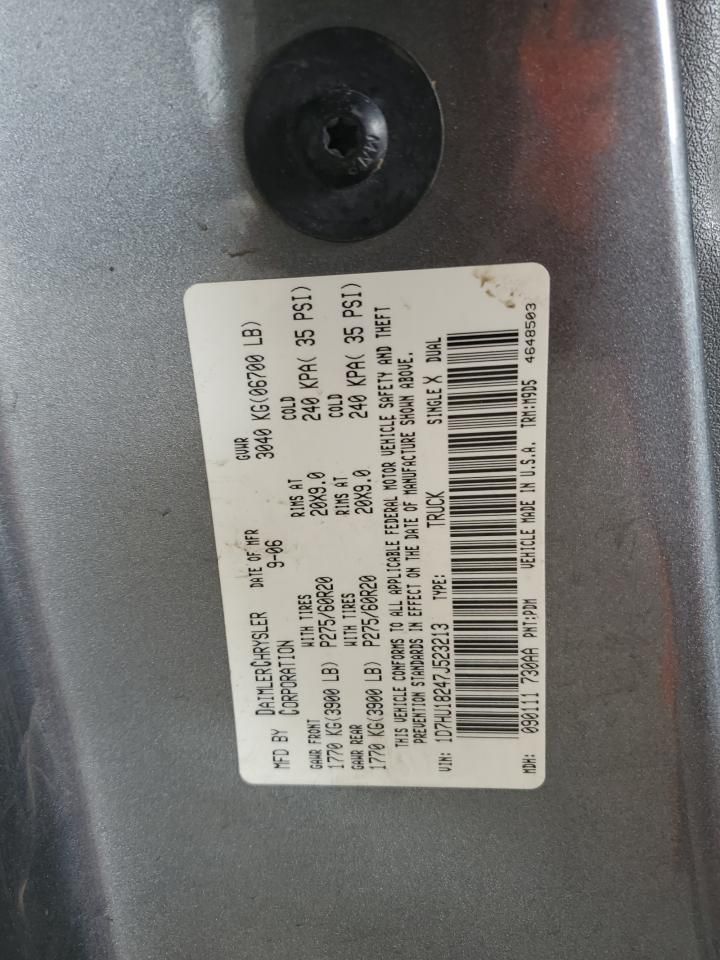 MFD BY DAIMLERCHRYSLER CORPORATION DATE OF MFR 9-06 GVWR 3040 KG(06700 LB)
GAWR FRONT WITH TIRES RIMS AT COLD
1770 KG(3900 LB) P275/60R20 20X9.0 240 KPA( 35 PSI)
GAWR REAR WITH TIRES RIMS AT COLD
1770 KG(3900 LB) P275/60R20 20X9.0 240 KPA( 35 PSI)
THIS VEHICLE CONFORMS TO ALL APPLICABLE FEDERAL MOTOR VEHICLE SAFETY AND THEFT
PREVENTION STANDARDS IN EFFECT ON THE DATE OF MANUFACTURE SHOWN ABOVE.
VIN: 1D7HU18247J523213 TYPE: TRUCK SINGLE X DUAL
MDH: 090111 730AA PNT:PDM VEHICLE MADE IN U.S.A. TRM:M9D5 4648503